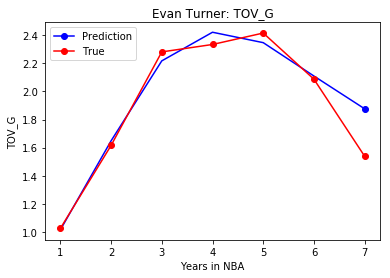 Evan Turner: TOV_G
Prediction
True
TOV_G
2.4
2.2
2.0
1.8
1.6
1.4
1.2
1.0
1 2 3 4 5 6 7
Years in NBA